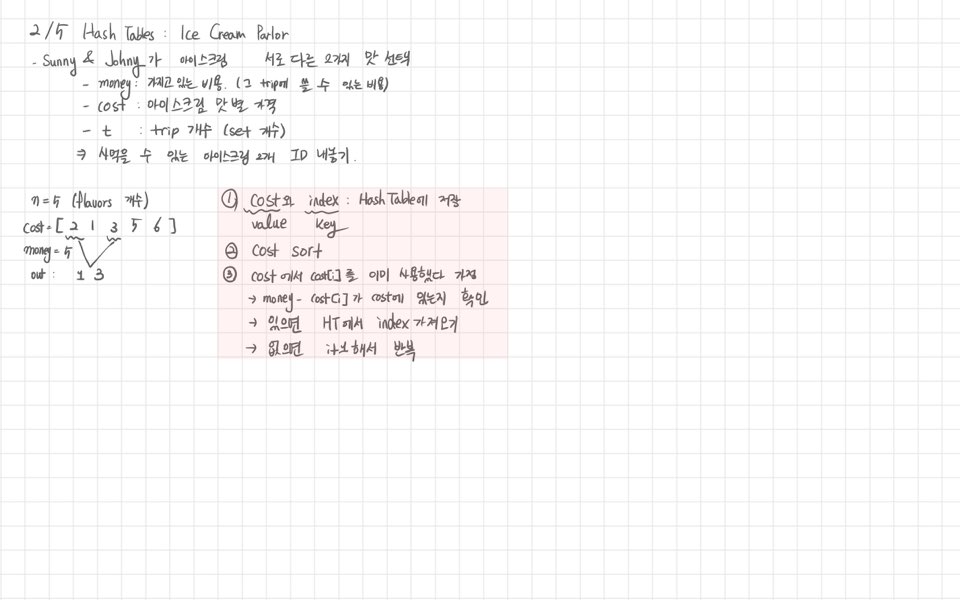 2/5 Hash Tables : Ice Cream Parlor
- Sunny & Johny가 아이스크림 서로 다른 2가지 맛 선택
- money : 가지고 있는 비용. (그 trip에 쓸 수 있는 비용)
- cost : 아이스크림 맛 별 가격
- t : trip 개수 (set 개수)
⇒ 사먹을 수 있는 아이스크림 2개 ID 내놓기.
n=5 (flavors 개수)
cost=[ 2 1 3 5 6 ]
money=5
out : 1 3
① cost와 index : Hash Table에 저장
value key
② cost sort
③ cost에서 cost[i]를 이미 사용했다 가정
→ money - cost[i]가 cost에 있는지 확인
→ 있으면 HT에서 index 가져오기
→ 없으면 i+1 해서 반복